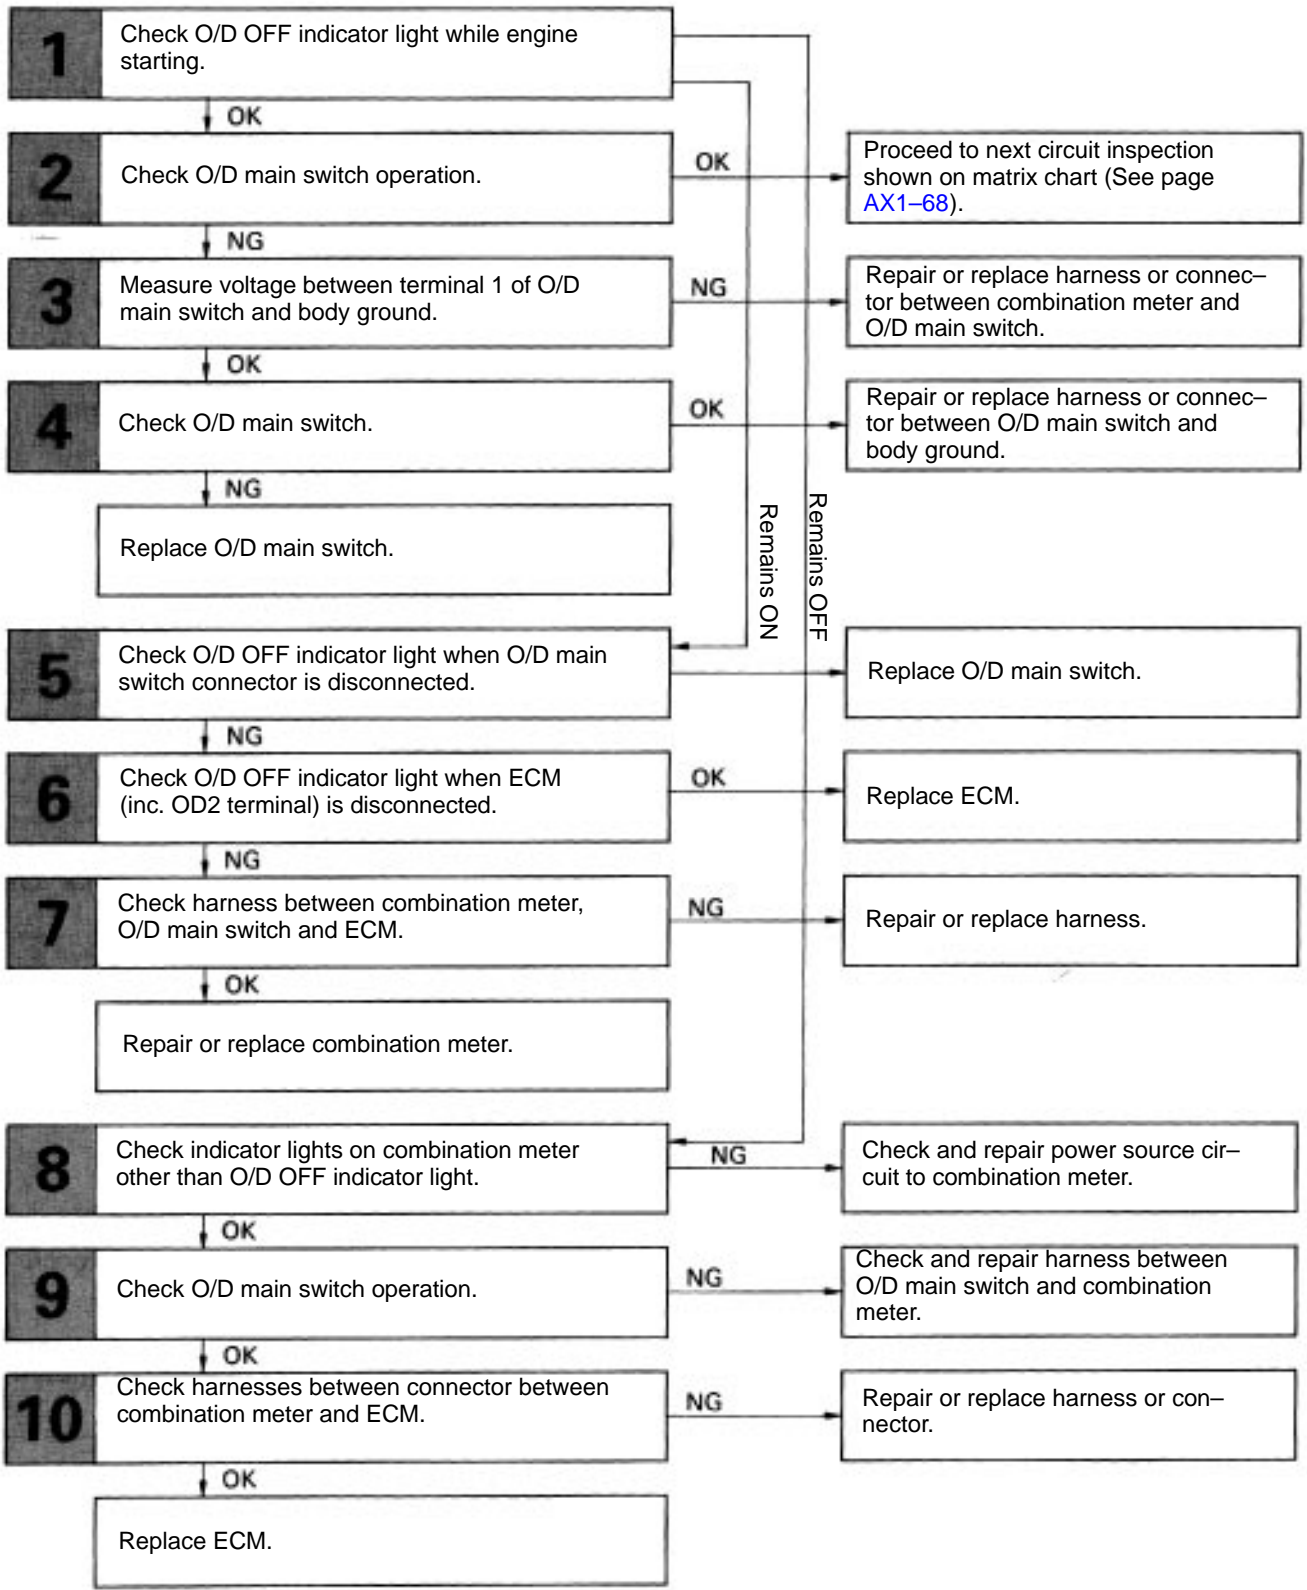 1
Check O/D OFF indicator light while engine
starting.
OK
2
Check O/D main switch operation.
OK
Proceed to next circuit inspection
shown on matrix chart (See page
AX1–68).
NG
3
Measure voltage between terminal 1 of O/D
main switch and body ground.
NG
Repair or replace harness or connec–
tor between combination meter and
O/D main switch.
OK
4
Check O/D main switch.
OK
Repair or replace harness or connec–
tor between O/D main switch and
body ground.
NG
Replace O/D main switch.
Remains ON
Remains OFF
5
Check O/D OFF indicator light when O/D main
switch connector is disconnected.
Replace O/D main switch.
NG
6
Check O/D OFF indicator light when ECM
(inc. OD2 terminal) is disconnected.
OK
Replace ECM.
NG
7
Check harness between combination meter,
O/D main switch and ECM.
NG
Repair or replace harness.
OK
Repair or replace combination meter.
8
Check indicator lights on combination meter
other than O/D OFF indicator light.
NG
Check and repair power source cir–
cuit to combination meter.
OK
9
Check O/D main switch operation.
NG
Check and repair harness between
O/D main switch and combination
meter.
OK
10
Check harnesses between connector between
combination meter and ECM.
NG
Repair or replace harness or con–
nector.
OK
Replace ECM.